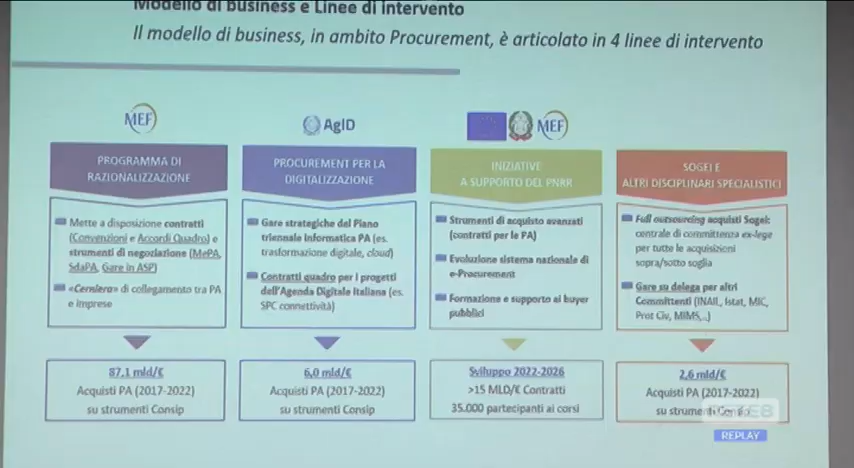 Modello di business e Linee di intervento
Il modello di business, in ambito Procurement, è articolato in 4 linee di intervento
MEF
AgID
MEF
PROGRAMMA DI
RAZIONALIZZAZIONE
Mette a disposizione contratti
(Convenzioni e Accordi Quadro) e
strumenti di negoziazione (MePA,
SdaPA, Gare in ASP)
«Cerniera» di collegamento tra PA
e imprese
87,1 mld/€
Acquisti PA (2017-2022)
su strumenti Consip
PROCUREMENT PER LA
DIGITALIZZAZIONE
Gare strategiche del Piano
triennale informatica PA (es.
trasformazione digitale, cloud)
Contratti quadro per i progetti
dell'Agenda Digitale Italiana (es.
SPC connettività)
6,0 mld/€
Acquisti PA (2017-2022)
su strumenti Consip
INIZIATIVE
A SUPPORTO DEL PNRR
Strumenti di acquisto avanzati
(contratti per le PA)
Evoluzione sistema nazionale di
e-Procurement
Formazione e supporto ai buyer
pubblici
Sviluppo 2022-2026
>15 MLD/€ Contratti
35.000 partecipanti ai corsi
SOGEI E
ALTRI DISCIPLINARI SPECIALISTICI
Full outsourcing acquisti Sogei:
centrale di committenza ex-lege
per tutte le acquisizioni
sopra/sotto soglia
Gare su delega per altri
Committenti (INAIL, Istat, MIC,
Prot Civ, MIMS,..)
2,6 mld/€
Acquisti PA (2017-2022)
su strumenti
REPLAY